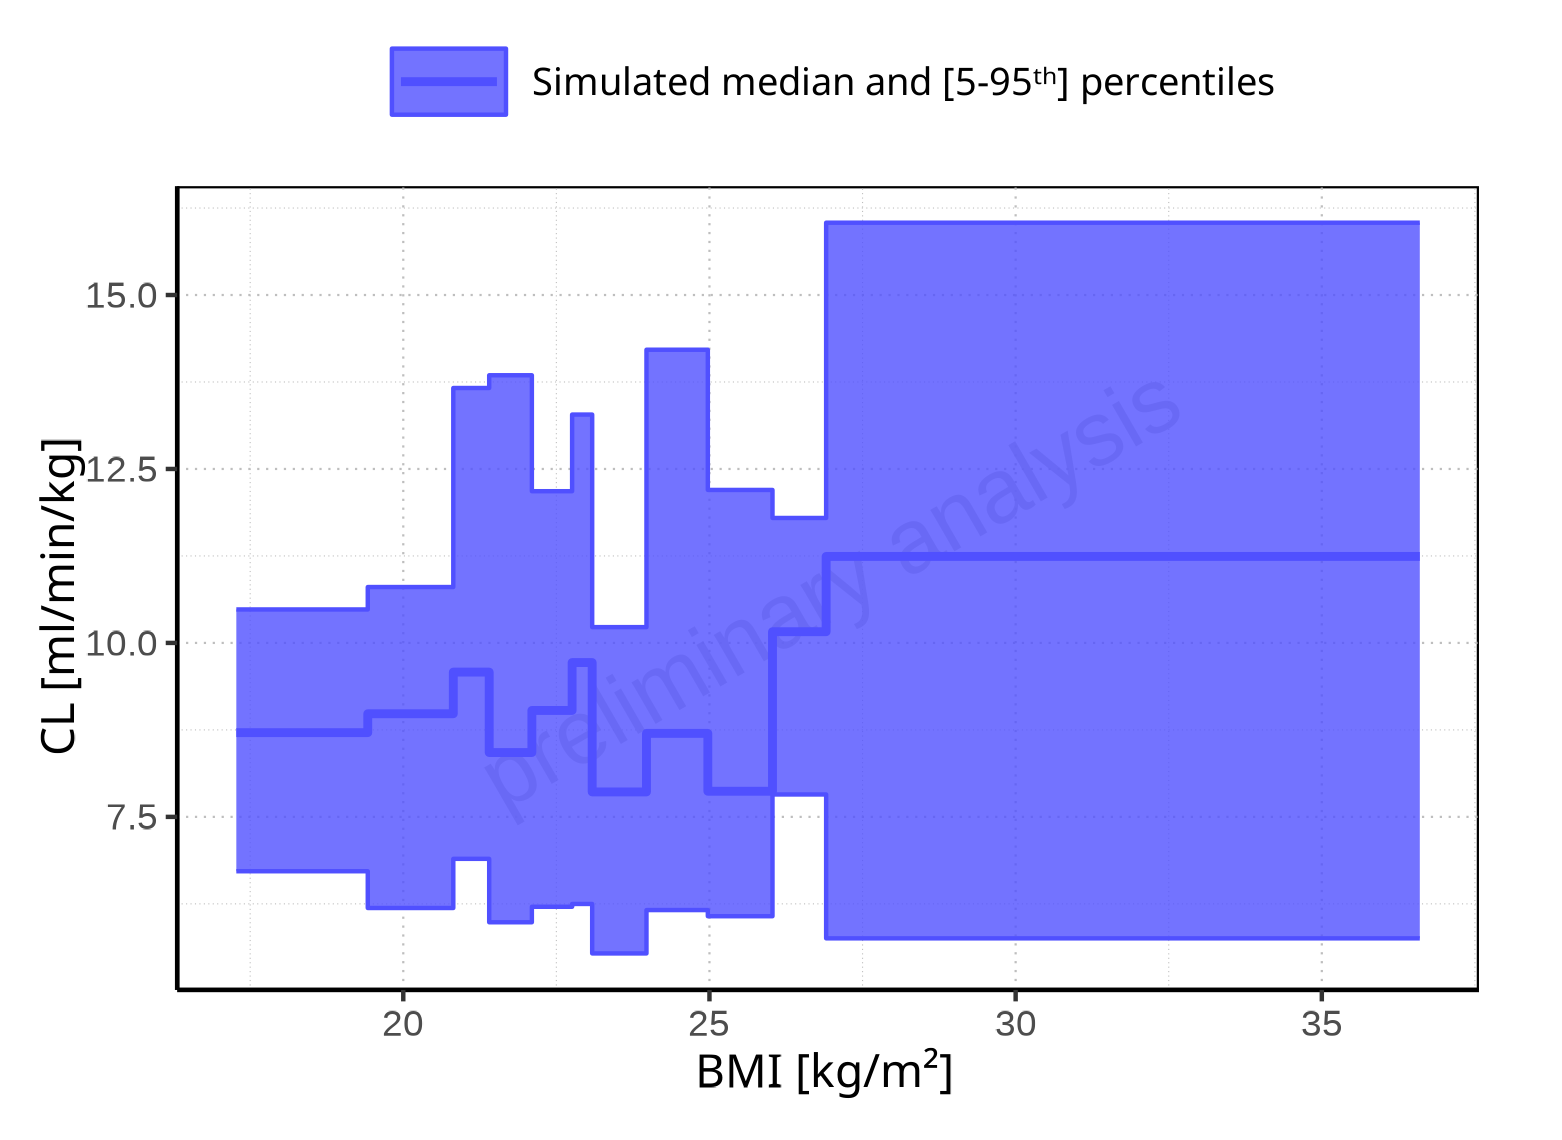 Simulated median and [5-95ᵗʰ] percentiles
CL [ml/min/kg]
15.0
12.5
10.0
7.5
preliminary analysis
20 25 30 35
BMI [kg/m²]